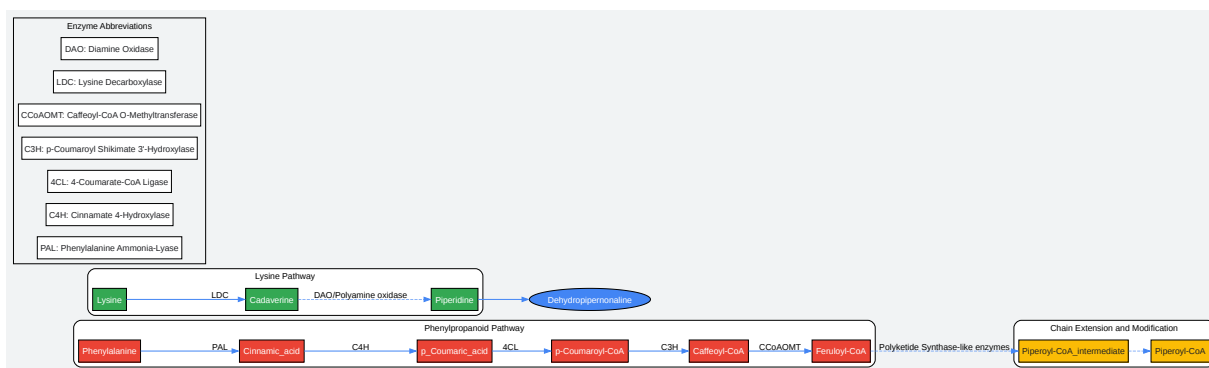 Enzyme Abbreviations
DAO: Diamine Oxidase
LDC: Lysine Decarboxylase
CCoAOMT: Caffeoyl-CoA O-Methyltransferase
C3H: p-Coumaroyl Shikimate 3'-Hydroxylase
4CL: 4-Coumarate-CoA Ligase
C4H: Cinnamate 4-Hydroxylase
PAL: Phenylalanine Ammonia-Lyase
Lysine Pathway
Lysine LDC Cadaverine DAO/Polyamine oxidase Piperidine Dehydropipernonaline
Phenylpropanoid Pathway
Chain Extension and Modification
Phenylalanine PAL Cinnamic_acid C4H p_Coumaric_acid 4CL p-Coumaroyl-CoA C3H Caffeoyl-CoA CCoAOMT Feruloyl-CoA Polyketide Synthase-like enzymes Piperoyl-CoA_intermediate Piperoyl-CoA